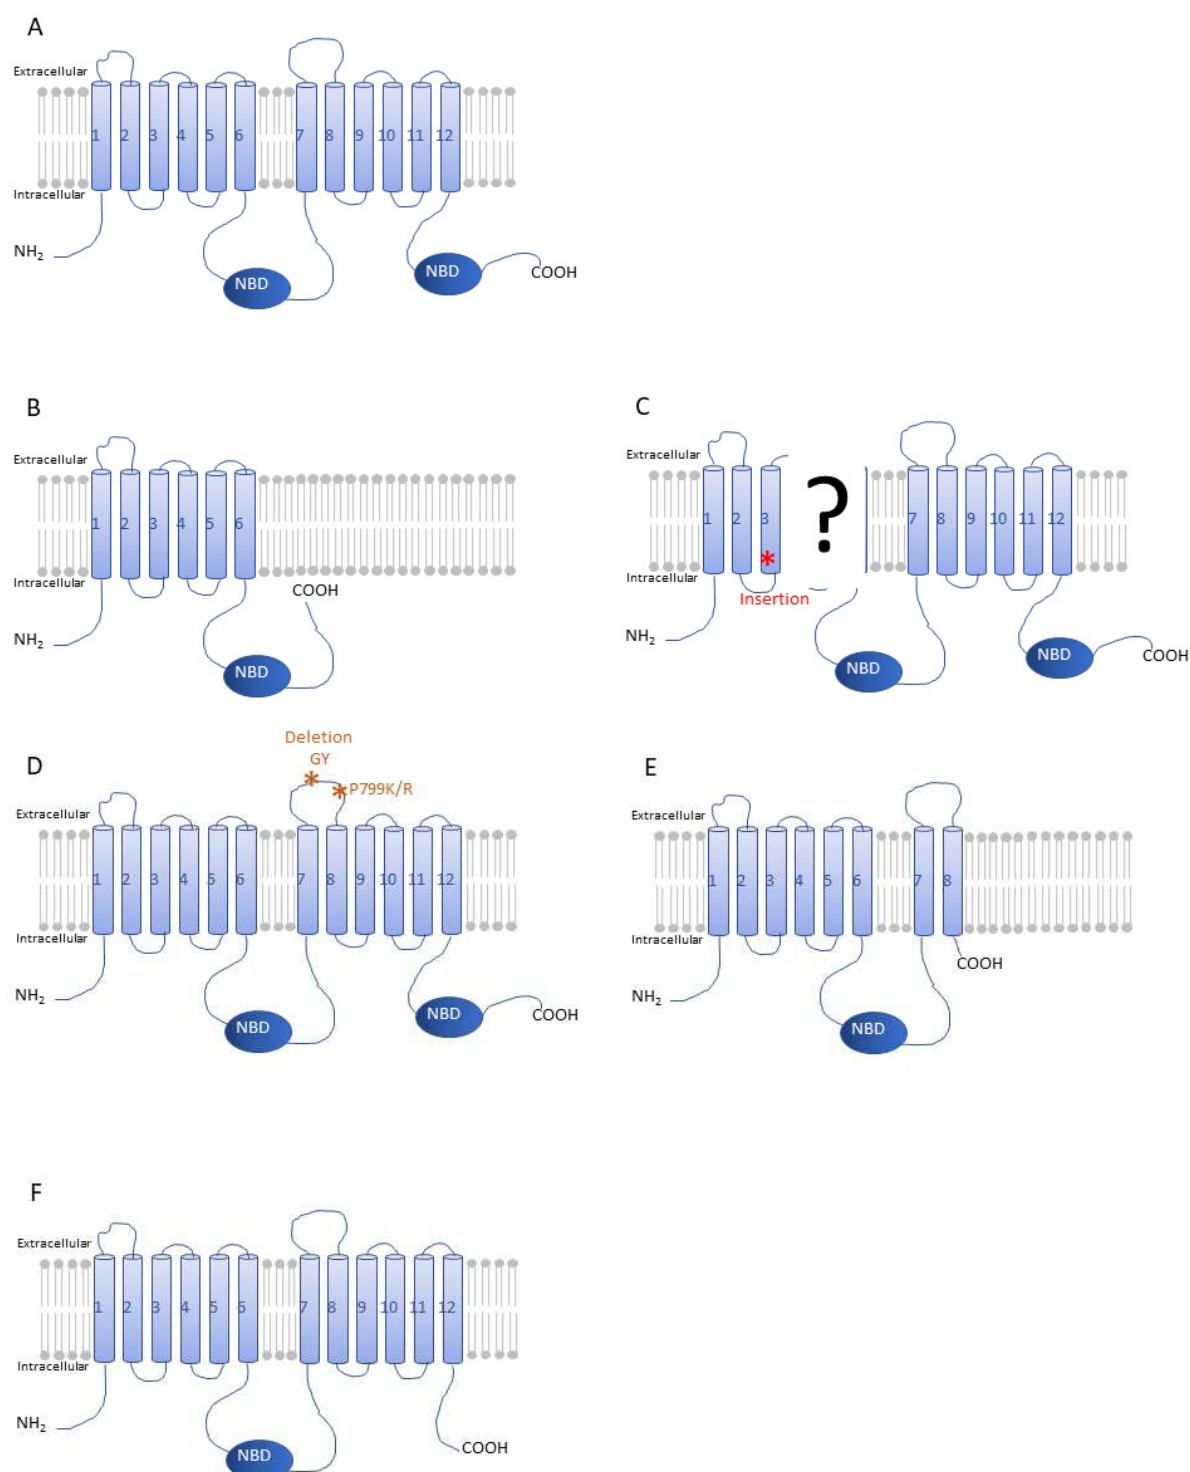 A
Extracellular
1 2 3 4 5 6 7 8 9 10 11 12
Intracellular
NH2
NBD
NBD
COOH
B
Extracellular
1 2 3 4 5 6
Intracellular
COOH
NH2
NBD
C
Extracellular
1 2 3 ? 7 8 9 10 11 12
*
Intracellular
Insertion
NH2
NBD
NBD
COOH
D
Deletion
GY
* * P799K/R
Extracellular
1 2 3 4 5 6 7 8 9 10 11 12
Intracellular
NH2
NBD
NBD
COOH
E
Extracellular
1 2 3 4 5 6 7 8
Intracellular
COOH
NH2
NBD
F
Extracellular
1 2 3 4 5 6 7 8 9 10 11 12
Intracellular
NH2
NBD
COOH